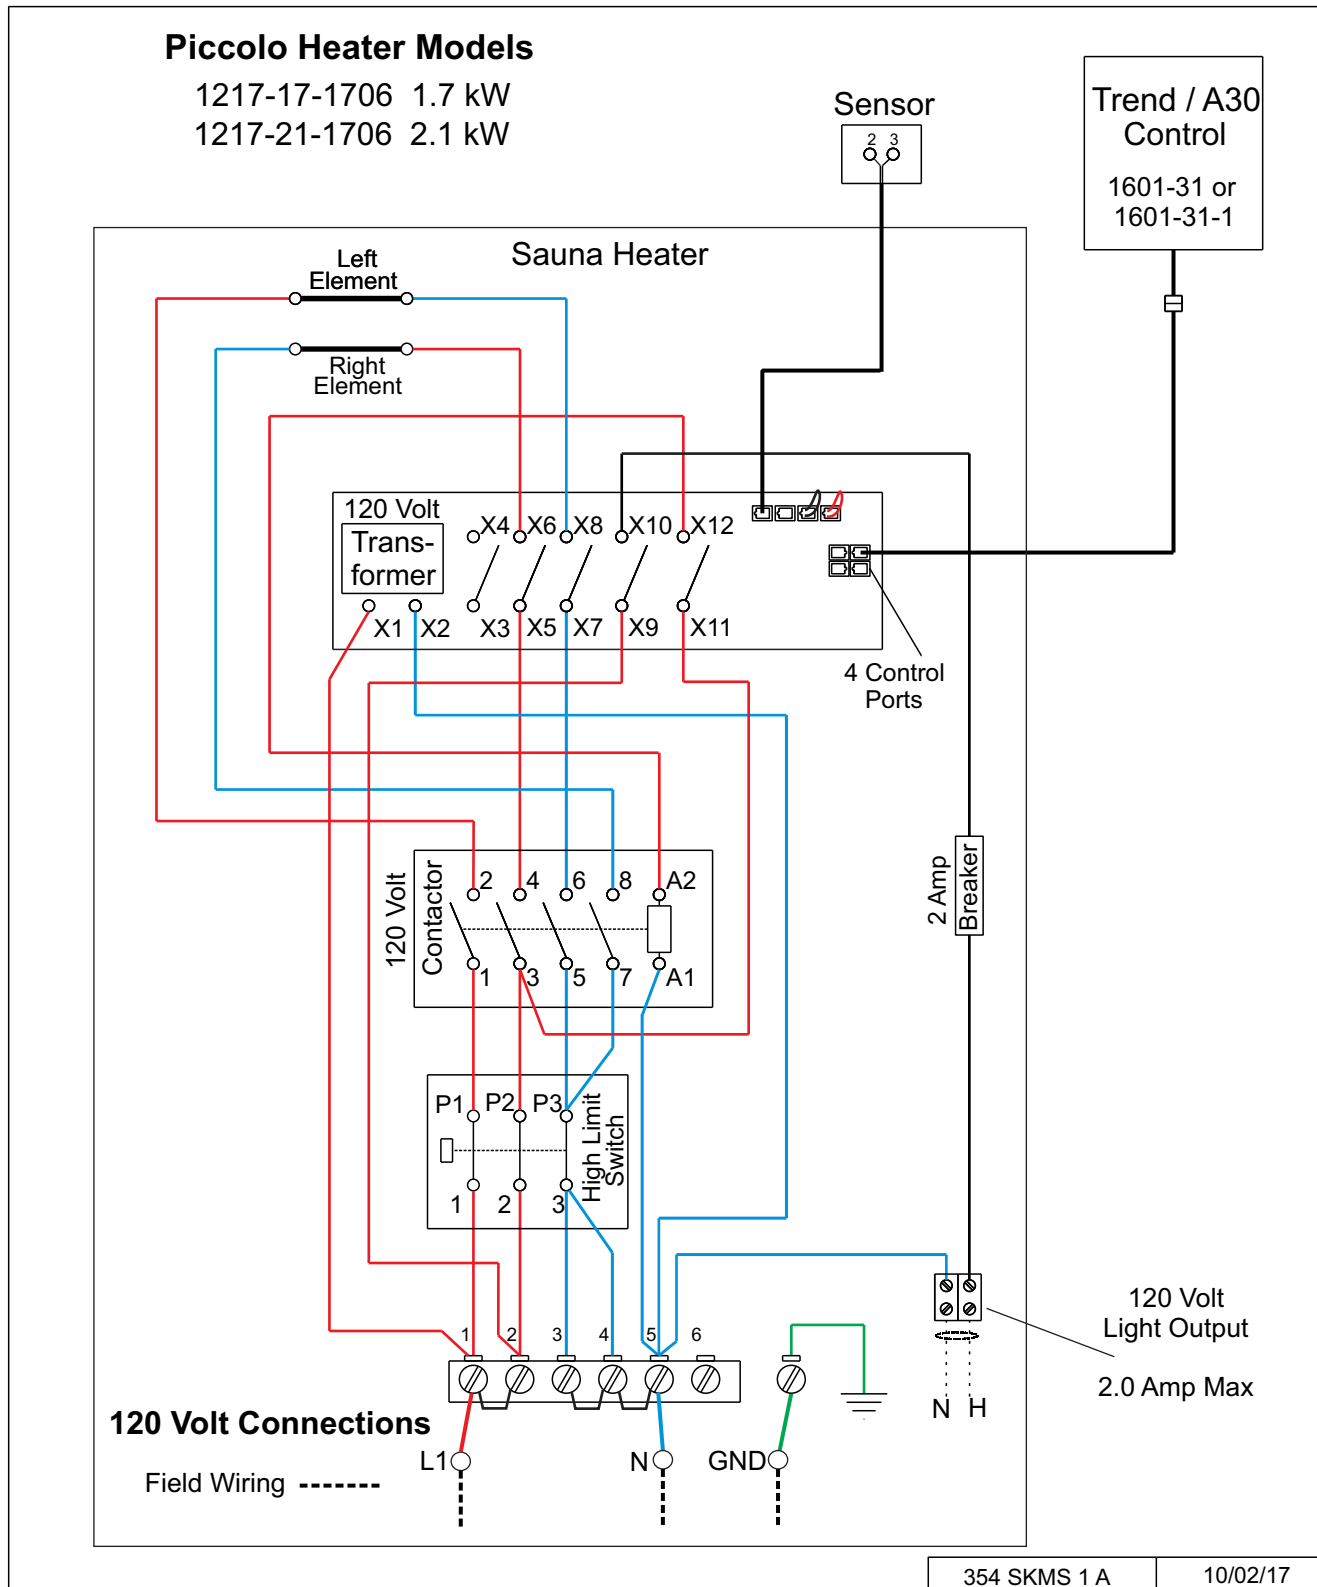 Piccolo Heater Models
1217-17-1706 1.7 kW
1217-21-1706 2.1 kW
Sensor
2 3
Trend / A30
Control
1601-31 or
1601-31-1
Sauna Heater
Left
Element
Right
Element
120 Volt
Trans-
former
X4 X6 X8 X10 X12
X1 X2 X3 X5 X7 X9 X11
4 Control
Ports
120 Volt
Contactor
2 4 6 8 A2
1 3 5 7 A1
2 Amp
Breaker
P1 P2 P3
High Limit
Switch
1 2 3
1 2 3 4 5 6
120 Volt
Light Output
2.0 Amp Max
N H
120 Volt Connections
L1 N GND
Field Wiring
354 SKMS 1 A 10/02/17